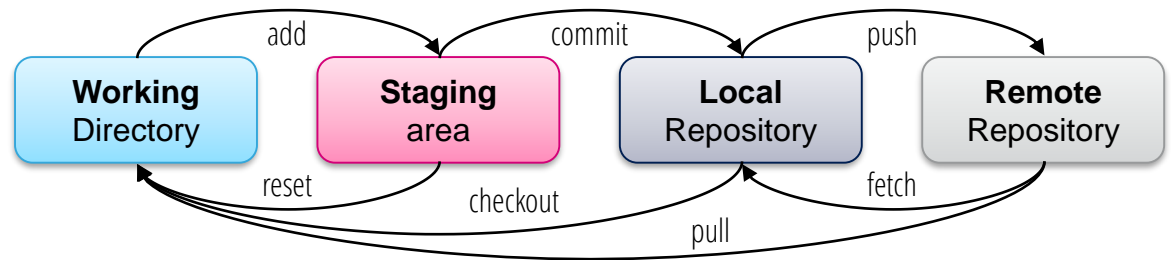 add
commit
push
Working
Directory
Staging
area
Local
Repository
Remote
Repository
reset
checkout
fetch
pull